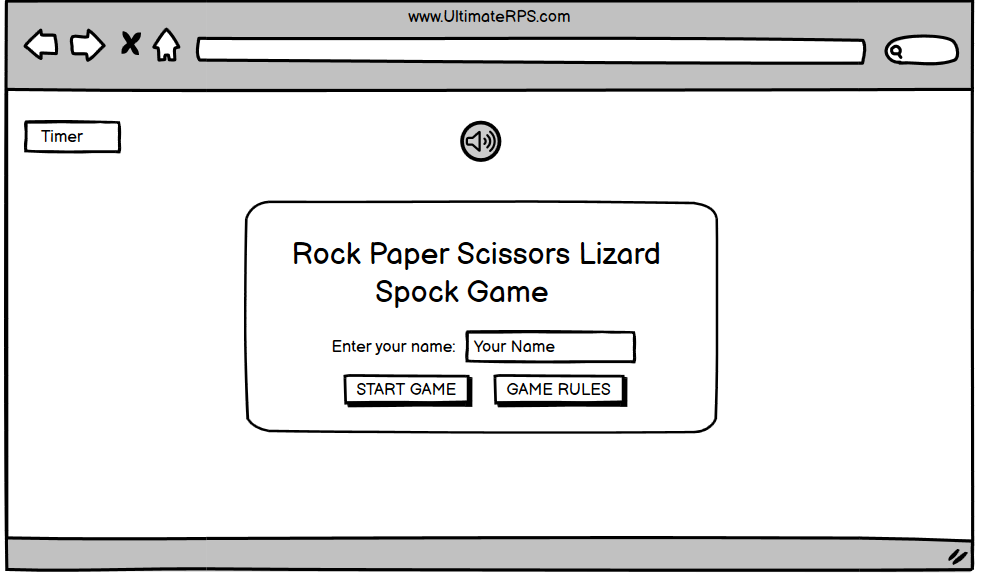 www.UltimateRPS.com
Timer
Rock Paper Scissors Lizard
Spock Game
Enter your name: Your Name
START GAME GAME RULES